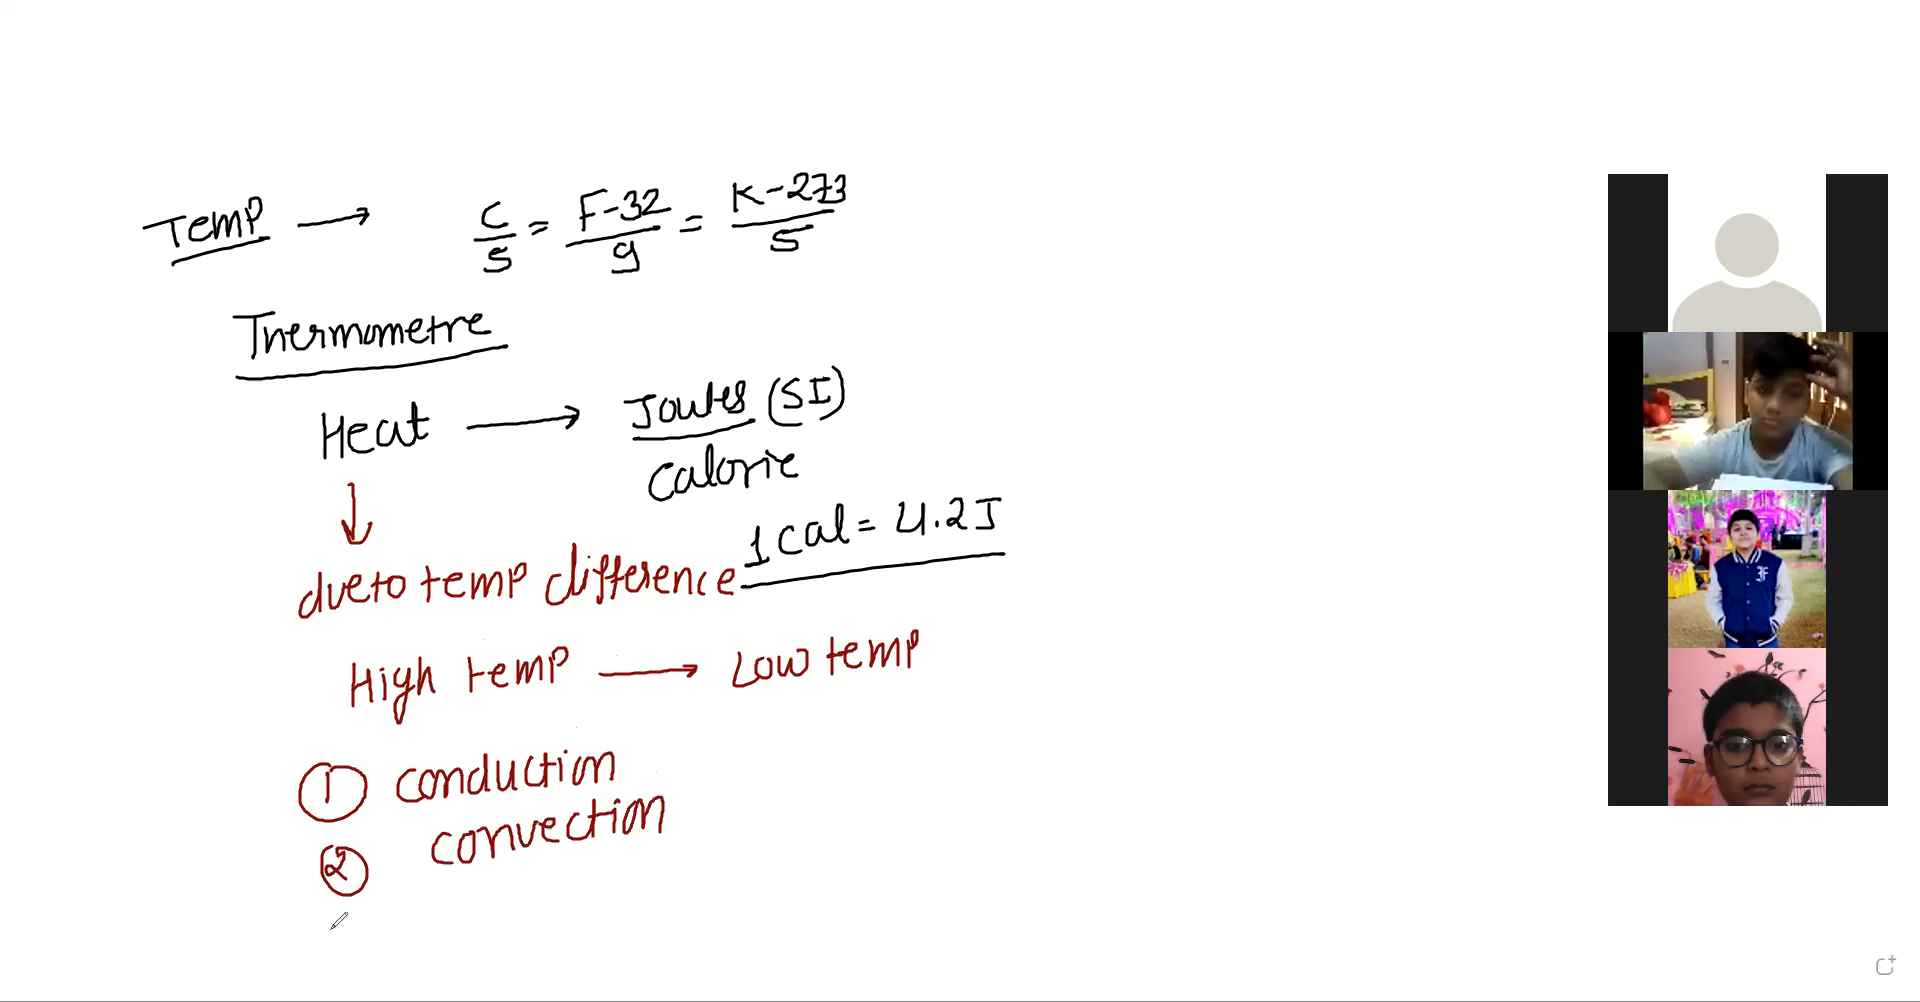 Temp → C/5 = F-32/9 = K-273/5
Thermometre
Heat → Joules (SI)
Calorie
1 cal = 4.2 J
due to temp difference
High temp → Low temp
① conduction
② convection
F